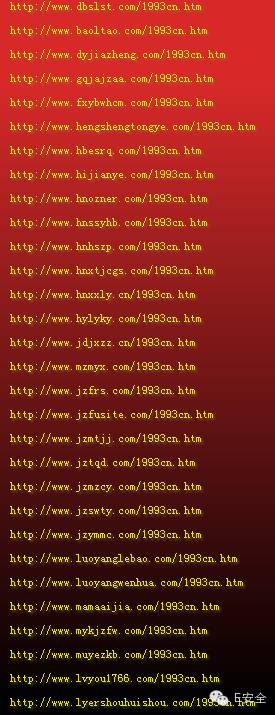 http://www.dbslst.com/1993cn.htm
http://www.baoltao.com/1993cn.htm
http://www.dyjiazheng.com/1993cn.htm
http://www.gqjajzaa.com/1993cn.htm
http://www.fxybwhcm.com/1993cn.htm
http://www.hengshengtongye.com/1993cn.htm
http://www.hbesrq.com/1993cn.htm
http://www.hijianye.com/1993cn.htm
http://www.hnozner.com/1993cn.htm
http://www.hnssyhb.com/1993cn.htm
http://www.hnhszp.com/1993cn.htm
http://www.hnxtjcgs.com/1993cn.htm
http://www.hnxxly.cn/1993cn.htm
http://www.hylyky.com/1993cn.htm
http://www.jdjxzz.cn/1993cn.htm
http://www.mzmyx.com/1993cn.htm
http://www.jzfrs.com/1993cn.htm
http://www.jzfusite.com/1993cn.htm
http://www.jzmtjj.com/1993cn.htm
http://www.jztqd.com/1993cn.htm
http://www.jzmzcy.com/1993cn.htm
http://www.jzswty.com/1993cn.htm
http://www.jzymmc.com/1993cn.htm
http://www.luoyanglebao.com/1993cn.htm
http://www.luoyangwenhua.com/1993cn.htm
http://www.mamaaijia.com/1993cn.htm
http://www.mykjzfw.com/1993cn.htm
http://www.muyezkb.com/1993cn.htm
http://www.lvyou1766.com/1993cn.htm
http://www.lyershouhuishou.com/1993cn.htm
E安全